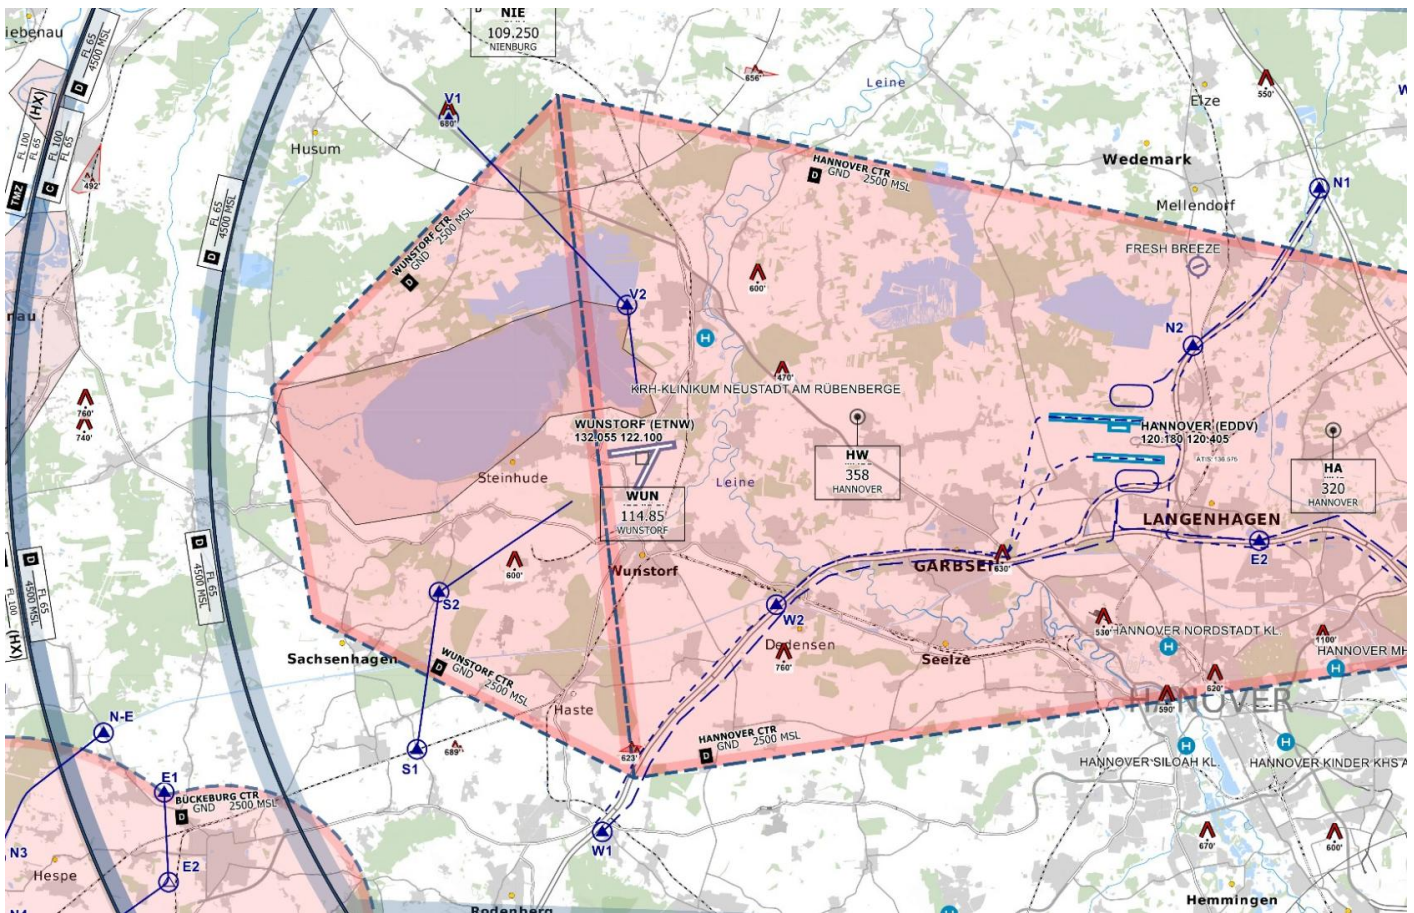 iebenau
FL 65
4500 MSL
D
(HX)
FL 100
FL 65
TMZ
FL 100
FL 65
C
492'
NIE
109.250
NIENBURG
V1
680'
Husum
656'
Leine
550'
Elze
Wedemark
Mellendorf
N1
HANNOVER CTR
D GND 2500 MSL
WUNSTORF CTR
GND 2500 MSL
D
FL 65
4500 MSL
D
FRESH BREEZE
600'
V2
N2
nau
H
470'
KRH-KLINIKUM NEUSTADT AM RÜBENBERGE
760'
740'
WUNSTORF (ETNW)
132.055 122.100
HANNOVER (EDDV)
120.180 120.405
HW
358
HANNOVER
HA
320
HANNOVER
Steinhude
Leine
WUN
114.85
WUNSTORF
LANGENHAGEN
E2
D
FL 65
4500 MSL
D
FL 65
4500 MSL
FL 100
(HX)
600'
Wunstorf
GARBSEN
630'
S2
W2
Dedensen
760'
Seelze
530'
HANNOVER NORDSTADT KL.
H
1100'
HANNOVER MH
H
Sachsenhagen
WUNSTORF CTR
D GND 2500 MSL
620'
590'
HANNOVER
Haste
N-E
S1
689'
623'
HANNOVER CTR
D GND 2500 MSL
H
H
HANNOVER SILOAH KL.
HANNOVER KINDER KHS A
E1
BÜCKEBURG CTR
D GND 2500 MSL
W1
670'
600'
N3
E2
Hespe
Hemmingen
Rodenberg
H
N4